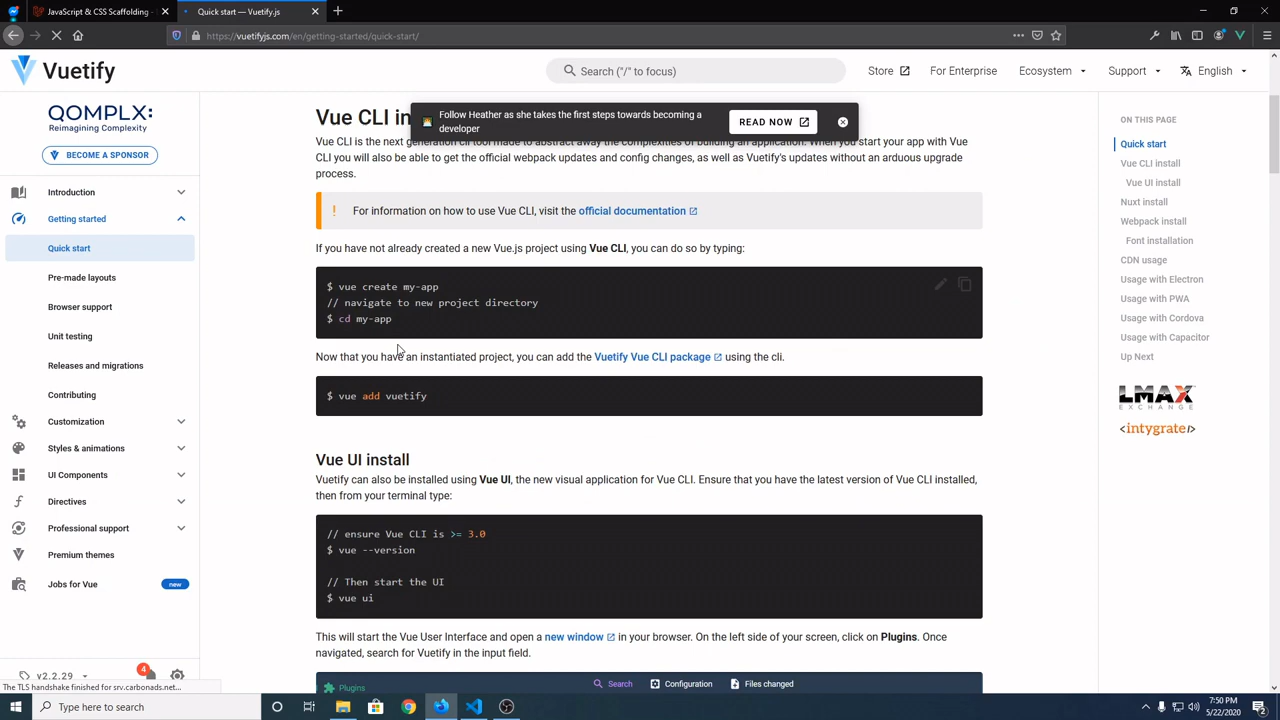 JavaScript & CSS Scaffolding -
Quick start — Vuetify.js
https://vuetifyjs.com/en/getting-started/quick-start/
Vuetify
Search ("/" to focus)
Store
For Enterprise
Ecosystem
Support
English
QOMPLX:
Reimagining Complexity
BECOME A SPONSOR
Introduction
Getting started
Quick start
Pre-made layouts
Browser support
Unit testing
Releases and migrations
Contributing
Customization
Styles & animations
UI Components
Directives
Professional support
Premium themes
Jobs for Vue
new
v2.2.29
4
The TLS handshake finished for srv.carbonads.net...
Vue CLI in
Follow Heather as she takes the first steps towards becoming a
developer
READ NOW
Vue CLI is the next generation cli tool made to abstract away the complexities of building an application. When you start your app with Vue
CLI you will also be able to get the official webpack updates and config changes, as well as Vuetify's updates without an arduous upgrade
process.
! For information on how to use Vue CLI, visit the official documentation
If you have not already created a new Vue.js project using Vue CLI, you can do so by typing:
$ vue create my-app
// navigate to new project directory
$ cd my-app
Now that you have an instantiated project, you can add the Vuetify Vue CLI package using the cli.
$ vue add vuetify
Vue UI install
Vuetify can also be installed using Vue UI, the new visual application for Vue CLI. Ensure that you have the latest version of Vue CLI installed,
then from your terminal type:
// ensure Vue CLI is >= 3.0
$ vue --version
// Then start the UI
$ vue ui
This will start the Vue User Interface and open a new window in your browser. On the left side of your screen, click on Plugins. Once
navigated, search for Vuetify in the input field.
Plugins
Search
Configuration
Files changed
ON THIS PAGE
Quick start
Vue CLI install
Vue UI install
Nuxt install
Webpack install
Font installation
CDN usage
Usage with Electron
Usage with PWA
Usage with Cordova
Usage with Capacitor
Up Next
LMAX
EXCHANGE
<intygrate/>
Type here to search
7:50 PM
5/22/2020
2